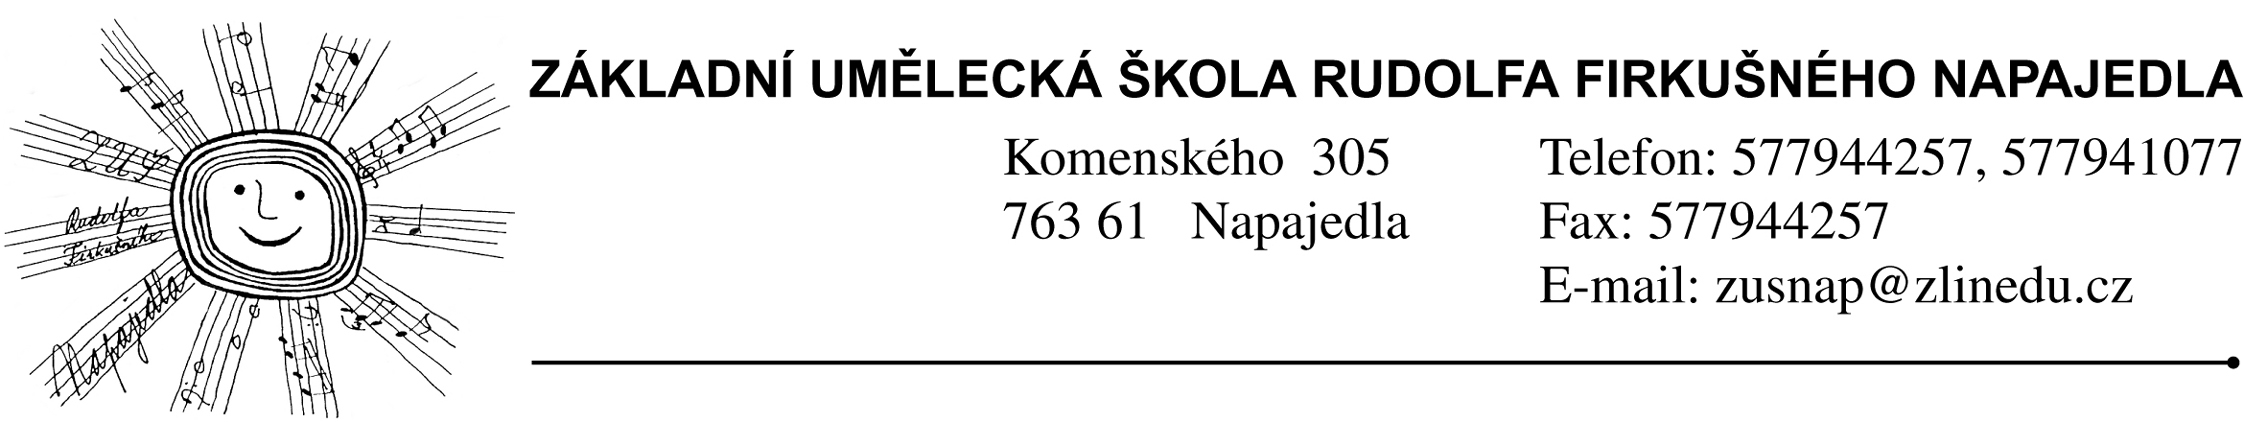 ZÁKLADNÍ UMĚLECKÁ ŠKOLA RUDOLFA FIRKUŠNÉHO NAPAJEDLA
Komenského 305
763 61 Napajedla
Telefon: 577944257, 577941077
Fax: 577944257
E-mail: zusnap@zlinedu.cz
ZUŠ
Rudolfa
Firkušného
Napajedla